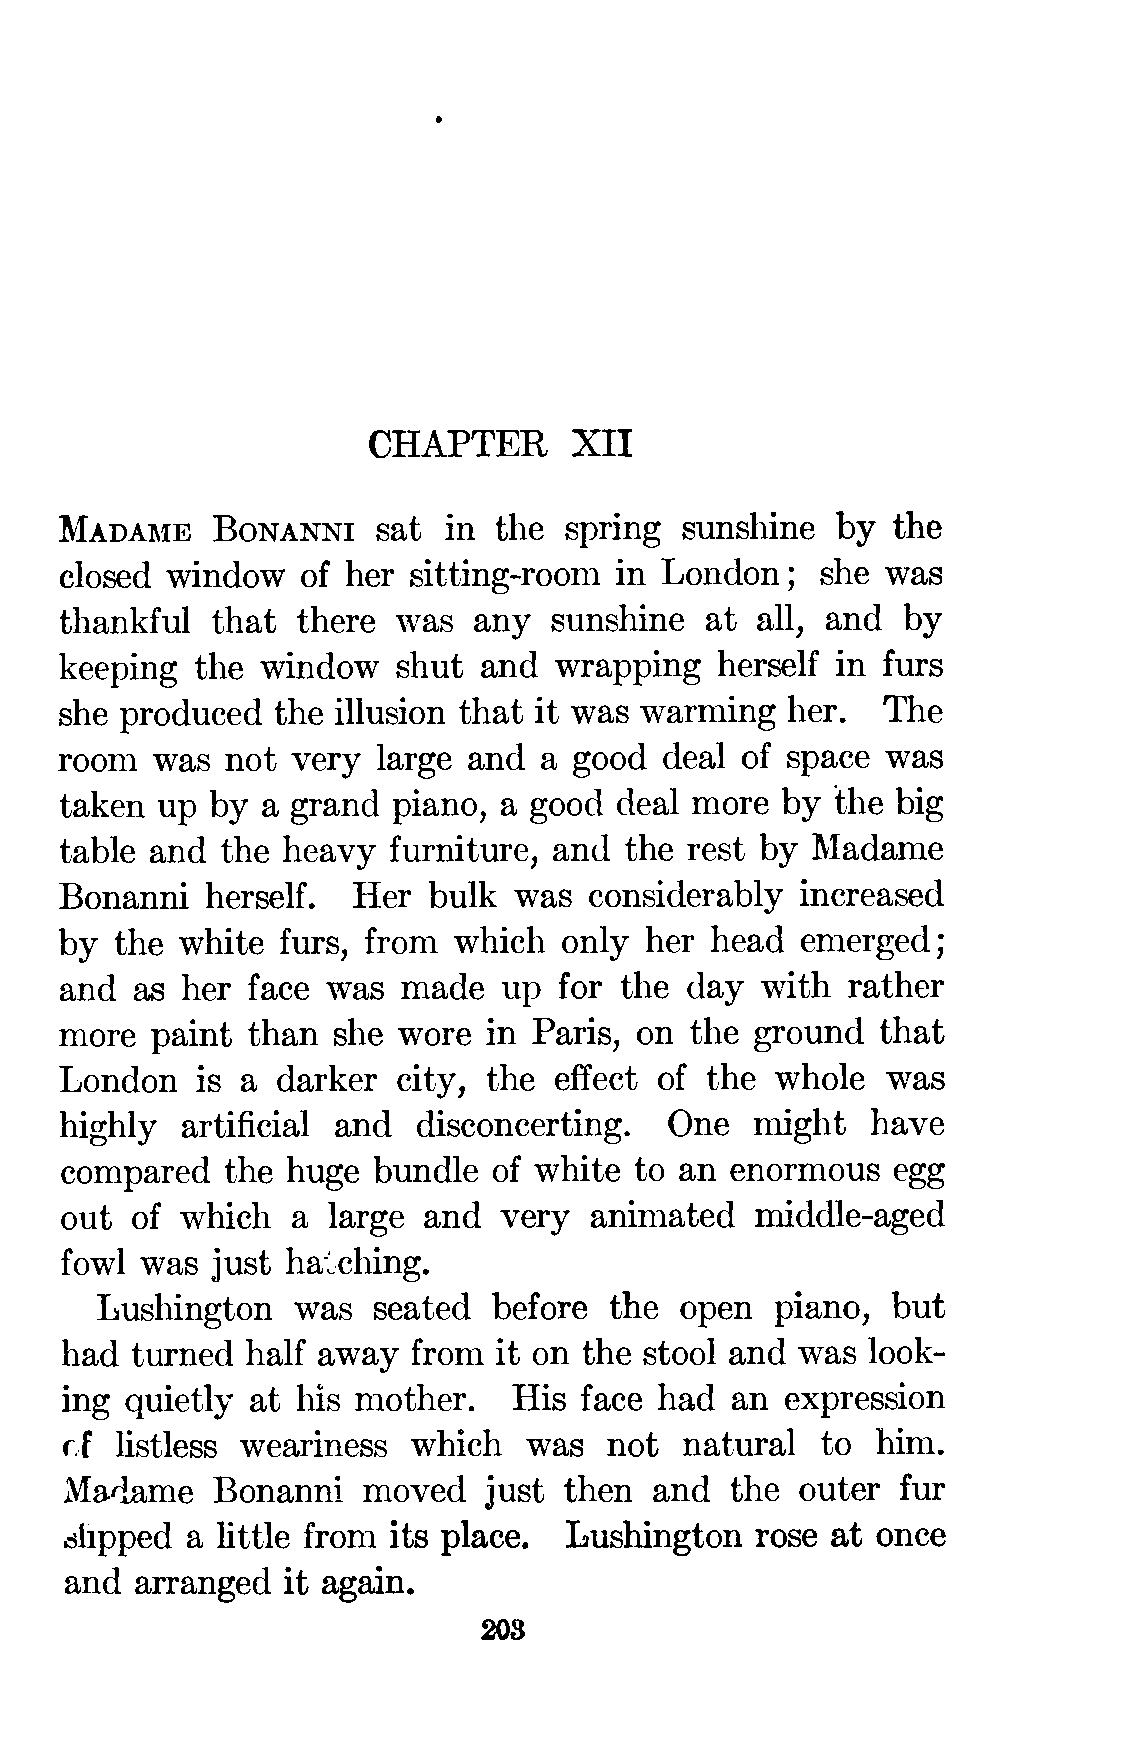 CHAPTER XII
MADAME BONANNI sat in the spring sunshine by the
closed window of her sitting-room in London; she was
thankful that there was any sunshine at all, and by
keeping the window shut and wrapping herself in furs
she produced the illusion that it was warming her. The
room was not very large and a good deal of space was
taken up by a grand piano, a good deal more by the big
table and the heavy furniture, and the rest by Madame
Bonanni herself. Her bulk was considerably increased
by the white furs, from which only her head emerged;
and as her face was made up for the day with rather
more paint than she wore in Paris, on the ground that
London is a darker city, the effect of the whole was
highly artificial and disconcerting. One might have
compared the huge bundle of white to an enormous egg
out of which a large and very animated middle-aged
fowl was just hatching.
Lushington was seated before the open piano, but
had turned half away from it on the stool and was look-
ing quietly at his mother. His face had an expression
of listless weariness which was not natural to him.
Madame Bonanni moved just then and the outer fur
slipped a little from its place. Lushington rose at once
and arranged it again.
203